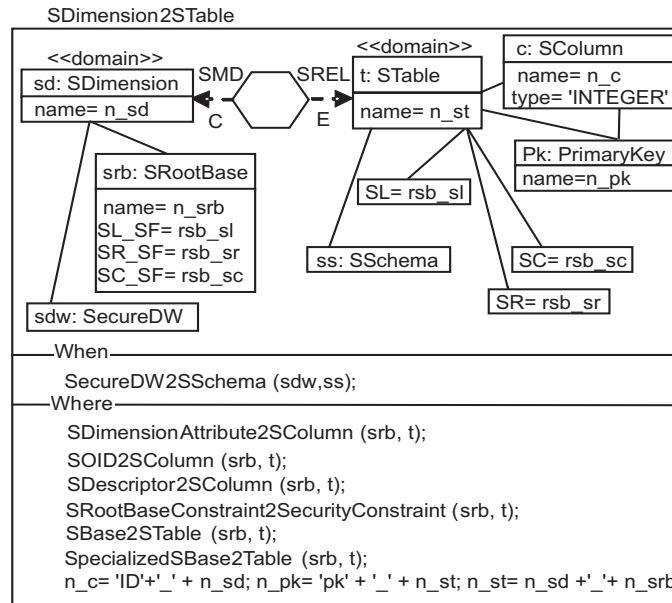 SDimension2STable
<<domain>>
sd: SDimension
name= n_sd
SMD
C
SREL
E
<<domain>>
t: STable
name= n_st
c: SColumn
name= n_c
type= 'INTEGER'
Pk: PrimaryKey
name=n_pk
srb: SRootBase
name= n_srb
SL_SF= rsb_sl
SR_SF= rsb_sr
SC_SF= rsb_sc
SL= rsb_sl
ss: SSchema
SC= rsb_sc
SR= rsb_sr
sdw: SecureDW
When
SecureDW2SSchema (sdw,ss);
Where
SDimensionAttribute2SColumn (srb, t);
SOID2SColumn (srb, t);
SDescriptor2SColumn (srb, t);
SRootBaseConstraint2SecurityConstraint (srb, t);
SBase2STable (srb, t);
SpecializedSBase2Table (srb, t);
n_c= 'ID'+'_' + n_sd; n_pk= 'pk' + '_' + n_st; n_st= n_sd +'_'+ n_srb